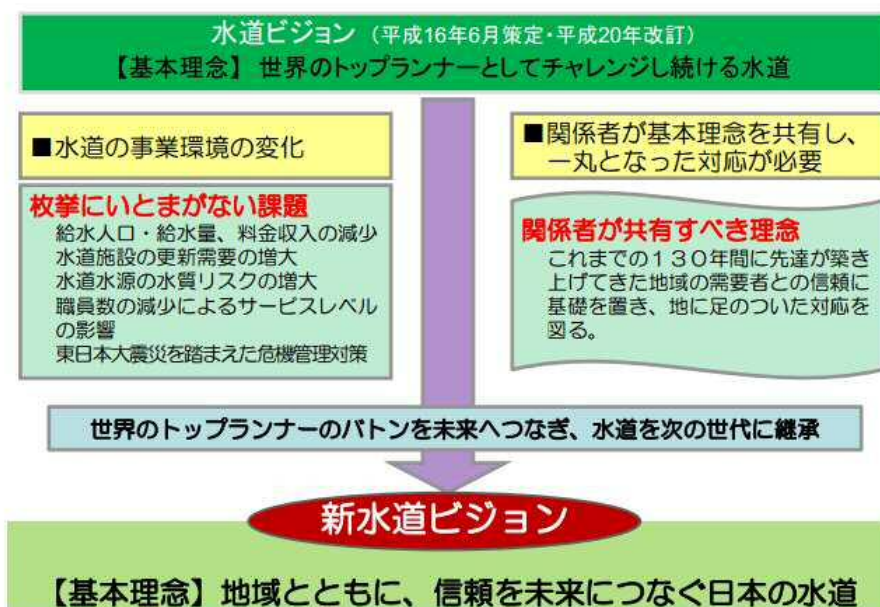 水道ビジョン（平成16年6月策定･平成20年改訂）
【基本理念】世界のトップランナーとしてチャレンジし続ける水道
■水道の事業環境の変化
枚挙にいとまがない課題
給水人口・給水量、料金収入の減少
水道施設の更新需要の増大
水道水源の水質リスクの増大
職員数の減少によるサービスレベル
の影響
東日本大震災を踏まえた危機管理対策
■関係者が基本理念を共有し、
一丸となった対応が必要
関係者が共有すべき理念
これまでの１３０年間に先達が築き
上げてきた地域の需要者との信頼に
基礎を置き、地に足のついた対応を
図る。
世界のトップランナーのバトンを未来へつなぎ、水道を次の世代に継承
新水道ビジョン
【基本理念】地域とともに、信頼を未来につなぐ日本の水道